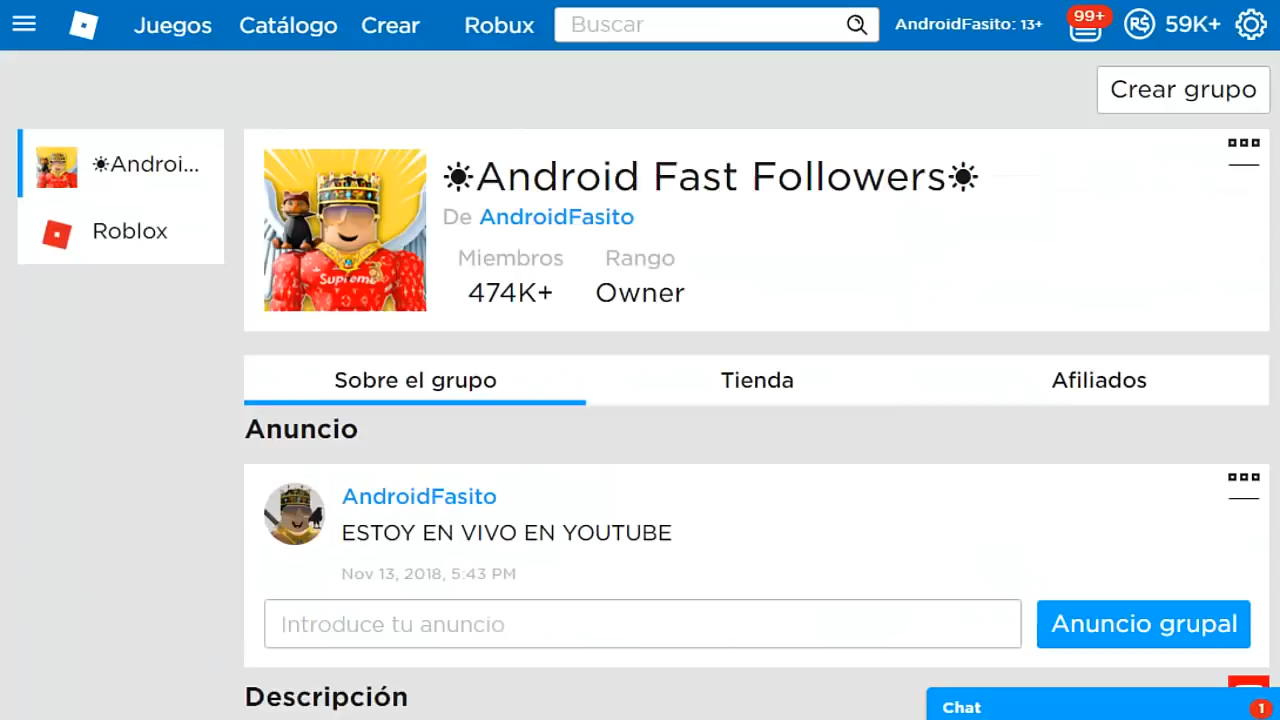 Juegos Catálogo Crear Robux Buscar AndroidFasito: 13+ 99+ R$ 59K+
Crear grupo
☀Androi...
Roblox
☀Android Fast Followers☀
De AndroidFasito
Miembros Rango
474K+ Owner
Supreme
Sobre el grupo Tienda Afiliados
Anuncio
AndroidFasito
ESTOY EN VIVO EN YOUTUBE
Nov 13, 2018, 5:43 PM
Introduce tu anuncio Anuncio grupal
Descripción
Chat 1